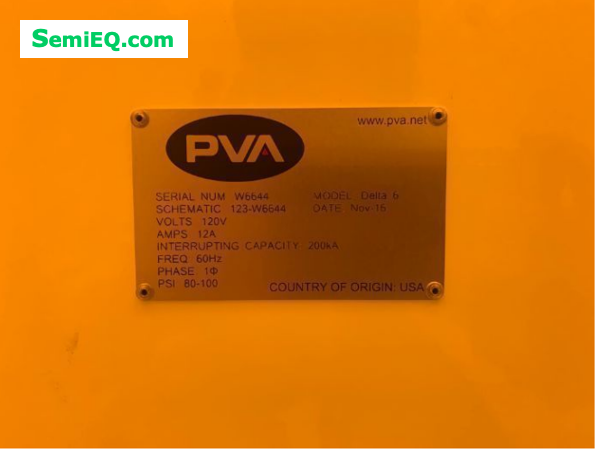 SemiEQ.com
PVA
www.pva.net
SERIAL NUM W6644 MODEL Delta 6
SCHEMATIC 123-W6644 DATE Nov-16
VOLTS 120V
AMPS 12A
INTERRUPTING CAPACITY 200kA
FREQ 60Hz
PHASE 1Φ
PSI 80-100
COUNTRY OF ORIGIN: USA